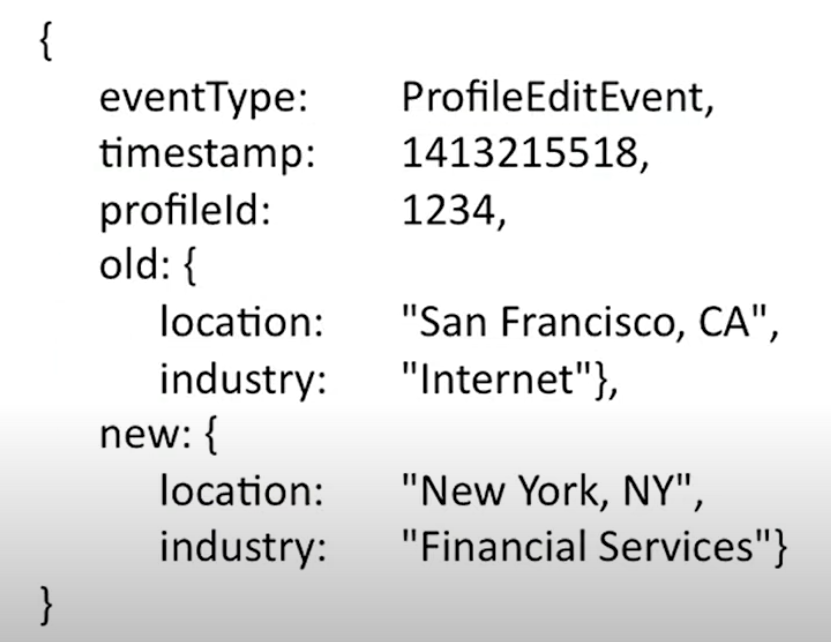 {
eventType: ProfileEditEvent,
timestamp: 1413215518,
profileId: 1234,
old: {
location: "San Francisco, CA",
industry: "Internet"},
new: {
location: "New York, NY",
industry: "Financial Services"}
}